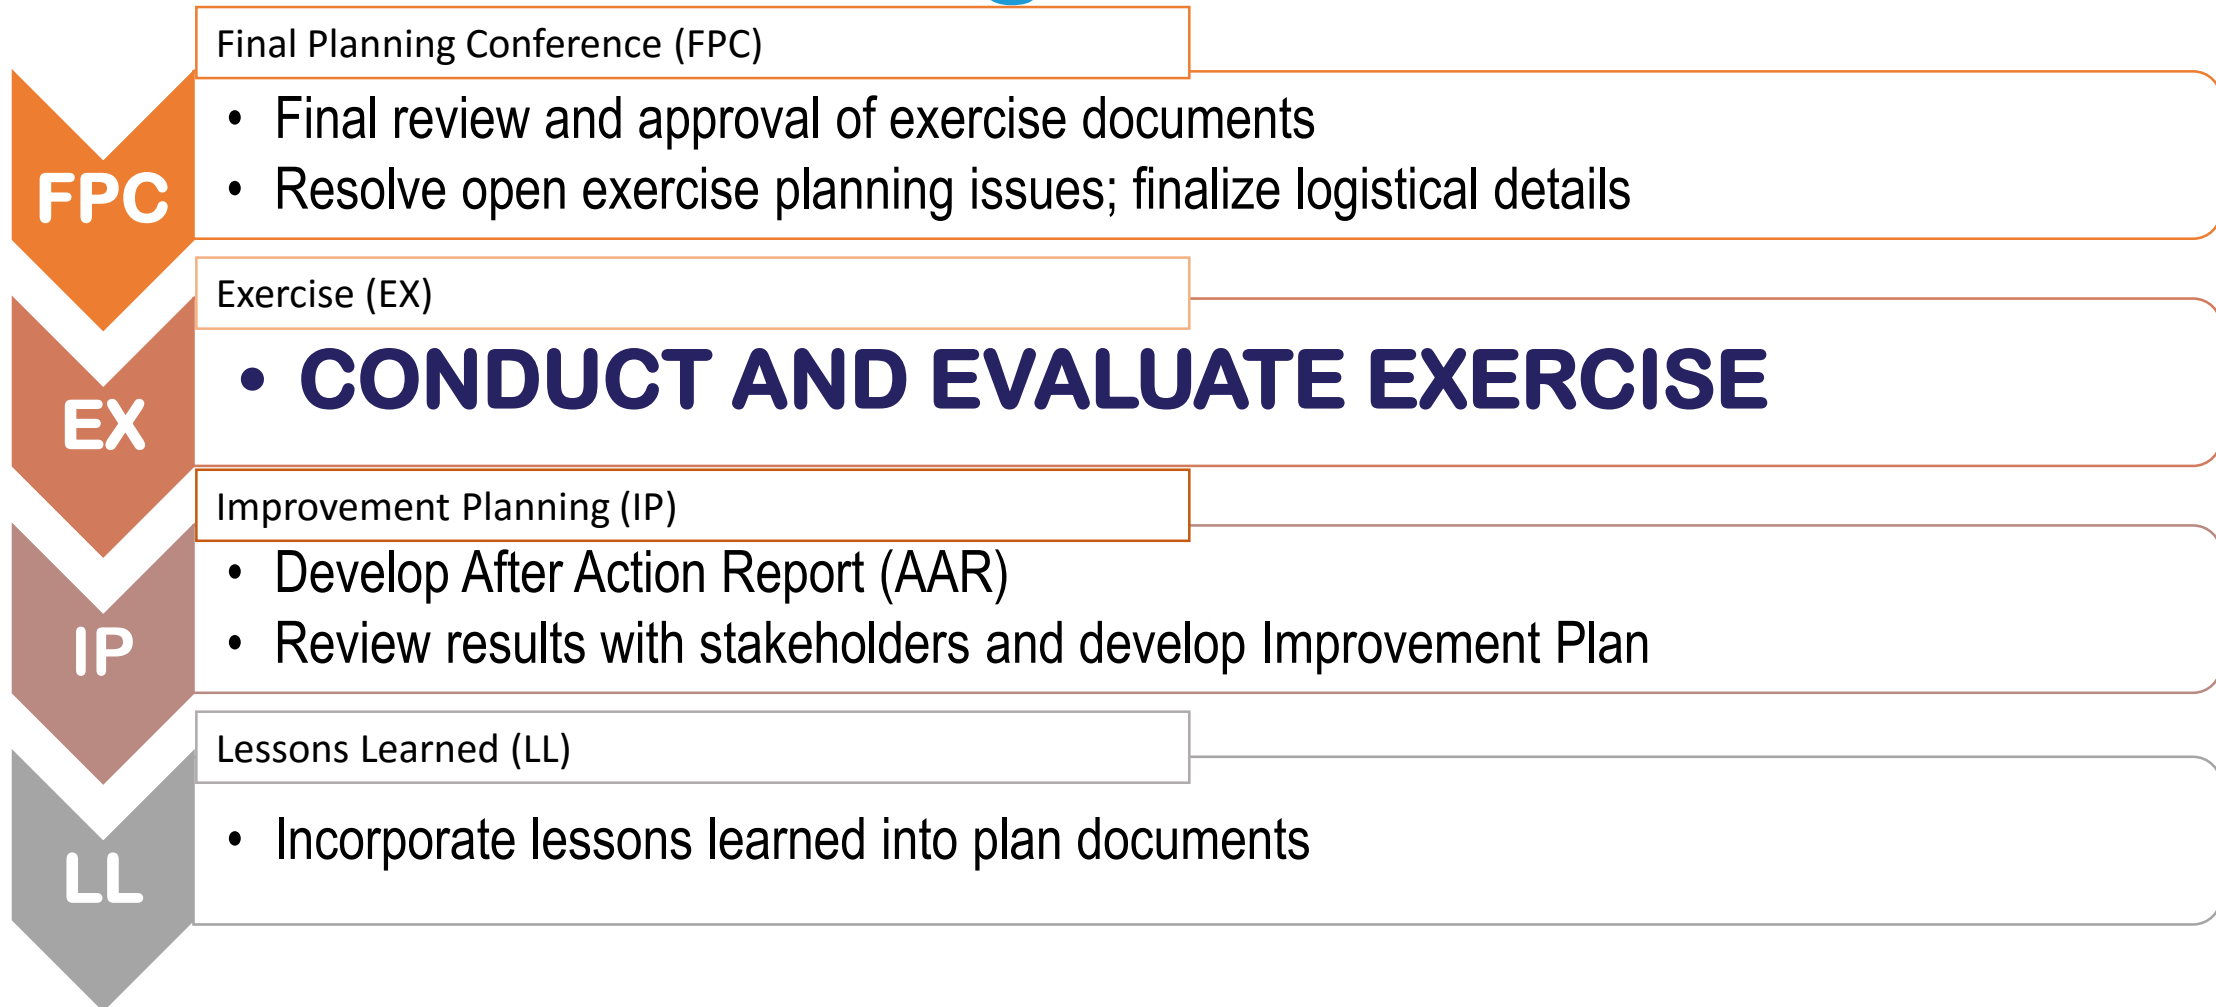 Final Planning Conference (FPC)
FPC
• Final review and approval of exercise documents
• Resolve open exercise planning issues; finalize logistical details
Exercise (EX)
EX
• CONDUCT AND EVALUATE EXERCISE
Improvement Planning (IP)
IP
• Develop After Action Report (AAR)
• Review results with stakeholders and develop Improvement Plan
Lessons Learned (LL)
LL
• Incorporate lessons learned into plan documents